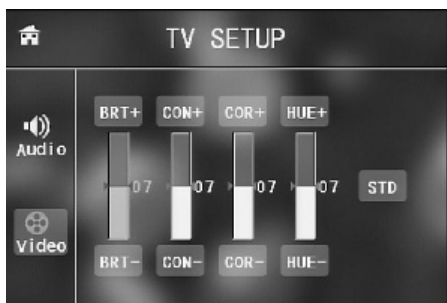 TV SETUP
BRT+ CON+ COR+ HUE+
Audio
07 07 07 07 STD
Video
BRT- CON- COR- HUE-